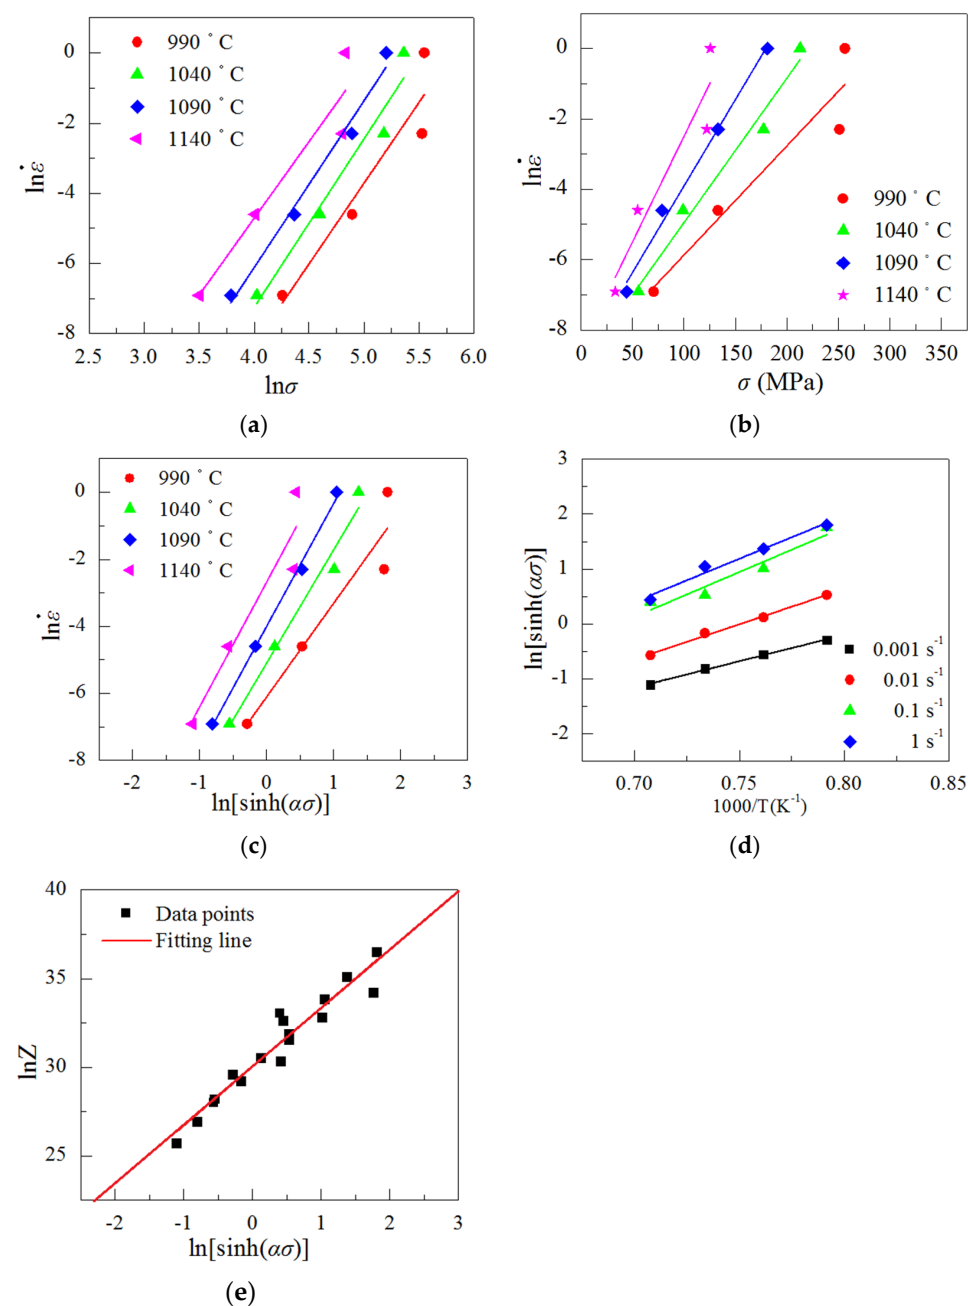 990 ° C
1040 ° C
1090 ° C
1140 ° C
0
-2
-4
-6
-8
lnε̇
2.5 3.0 3.5 4.0 4.5 5.0 5.5 6.0
lnσ
(a)
0
-2
-4
-6
-8
lnε̇
990 ° C
1040 ° C
1090 ° C
1140 ° C
0 50 100 150 200 250 300 350
σ (MPa)
(b)
990 ° C
1040 ° C
1090 ° C
1140 ° C
0
-2
-4
-6
-8
lnε̇
-2 -1 0 1 2 3
ln[sinh(ασ)]
(c)
3
2
1
0
-1
-2
ln[sinh(ασ)]
0.001 s⁻¹
0.01 s⁻¹
0.1 s⁻¹
1 s⁻¹
0.70 0.75 0.80 0.85
1000/T(K⁻¹)
(d)
40
35
30
25
lnZ
Data points
Fitting line
-2 -1 0 1 2 3
ln[sinh(ασ)]
(e)